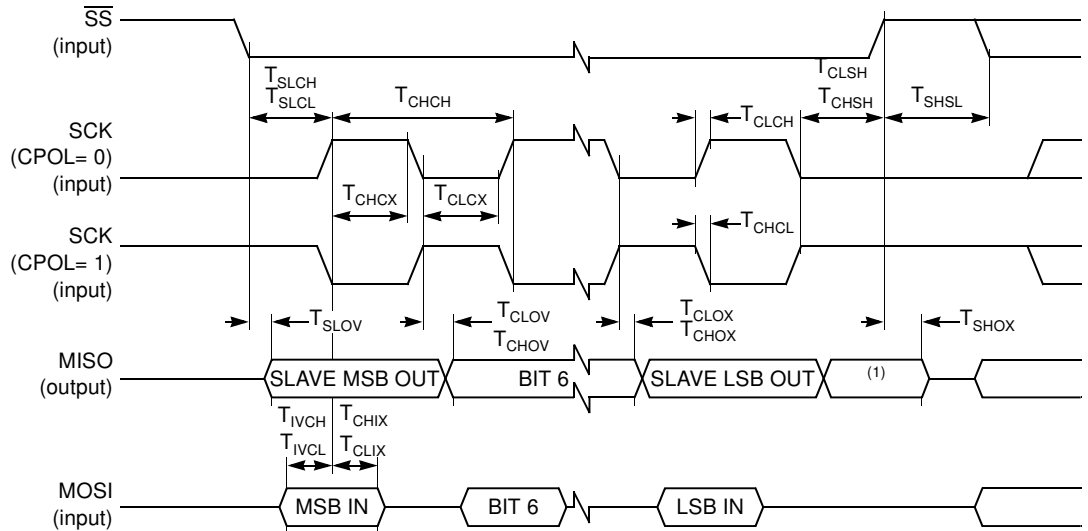 SS
(input)
TSLCH
TSLCL
TCHCH
TCLCH
TCLSH
TCHSH
TSHSL
SCK
(CPOL= 0)
(input)
TCHCX
TCLCX
TCHCL
SCK
(CPOL= 1)
(input)
TSLOV
TCLOV
TCHOV
TCLOX
TCHOX
TSHOX
MISO
(output)
SLAVE MSB OUT
BIT 6
SLAVE LSB OUT
(1)
TIVCH
TIVCL
TCHIX
TCLIX
MOSI
(input)
MSB IN
BIT 6
LSB IN